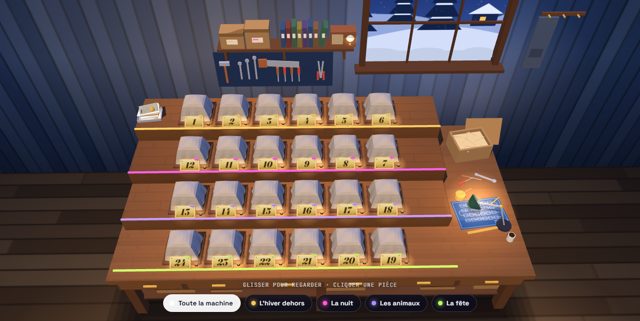 1 2 3 4 5 6
12 11 10 9 8 7
13 14 15 16 17 18
24 23 22 21 20 19
GLISSER POUR REGARDER · CLIQUER UNE PIÈCE
Toute la machine L'hiver dehors La nuit Les animaux La fête